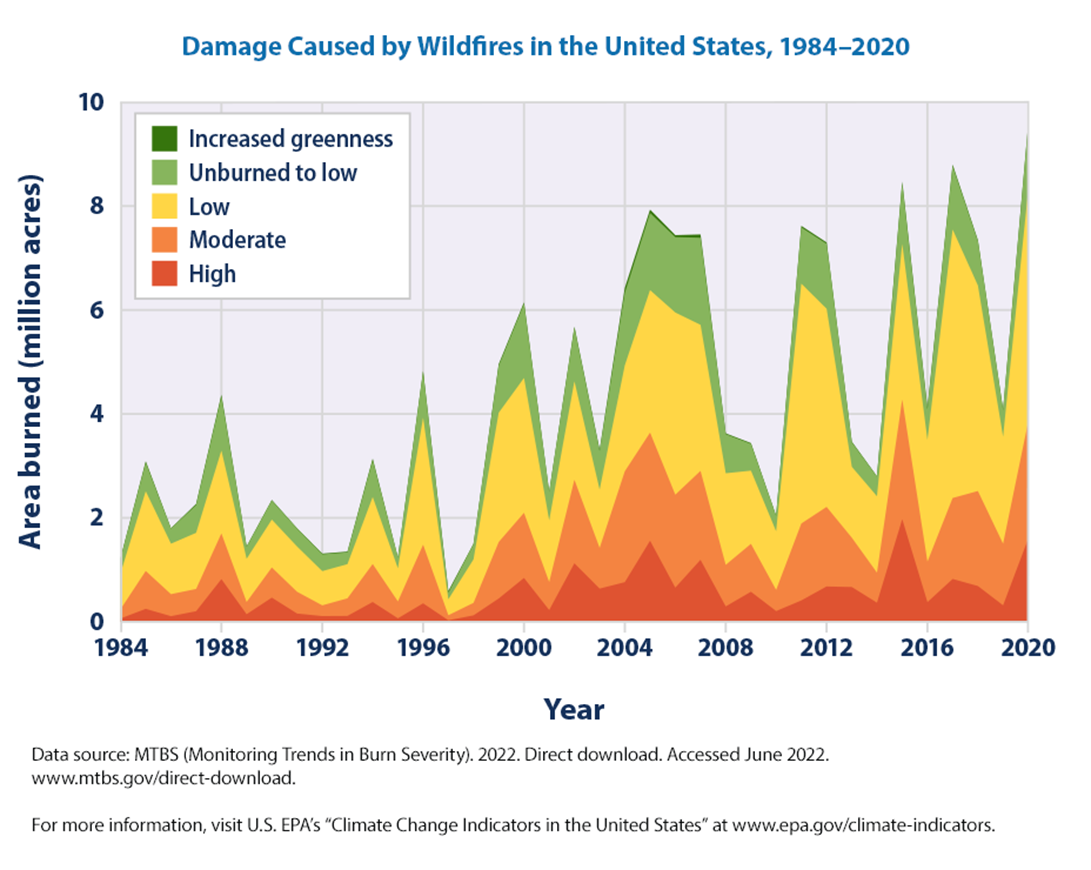 Damage Caused by Wildfires in the United States, 1984–2020
Area burned (million acres)
10
8
6
4
2
0
Increased greenness
Unburned to low
Low
Moderate
High
1984 1988 1992 1996 2000 2004 2008 2012 2016 2020
Year
Data source: MTBS (Monitoring Trends in Burn Severity). 2022. Direct download. Accessed June 2022.
www.mtbs.gov/direct-download.
For more information, visit U.S. EPA’s “Climate Change Indicators in the United States” at www.epa.gov/climate-indicators.